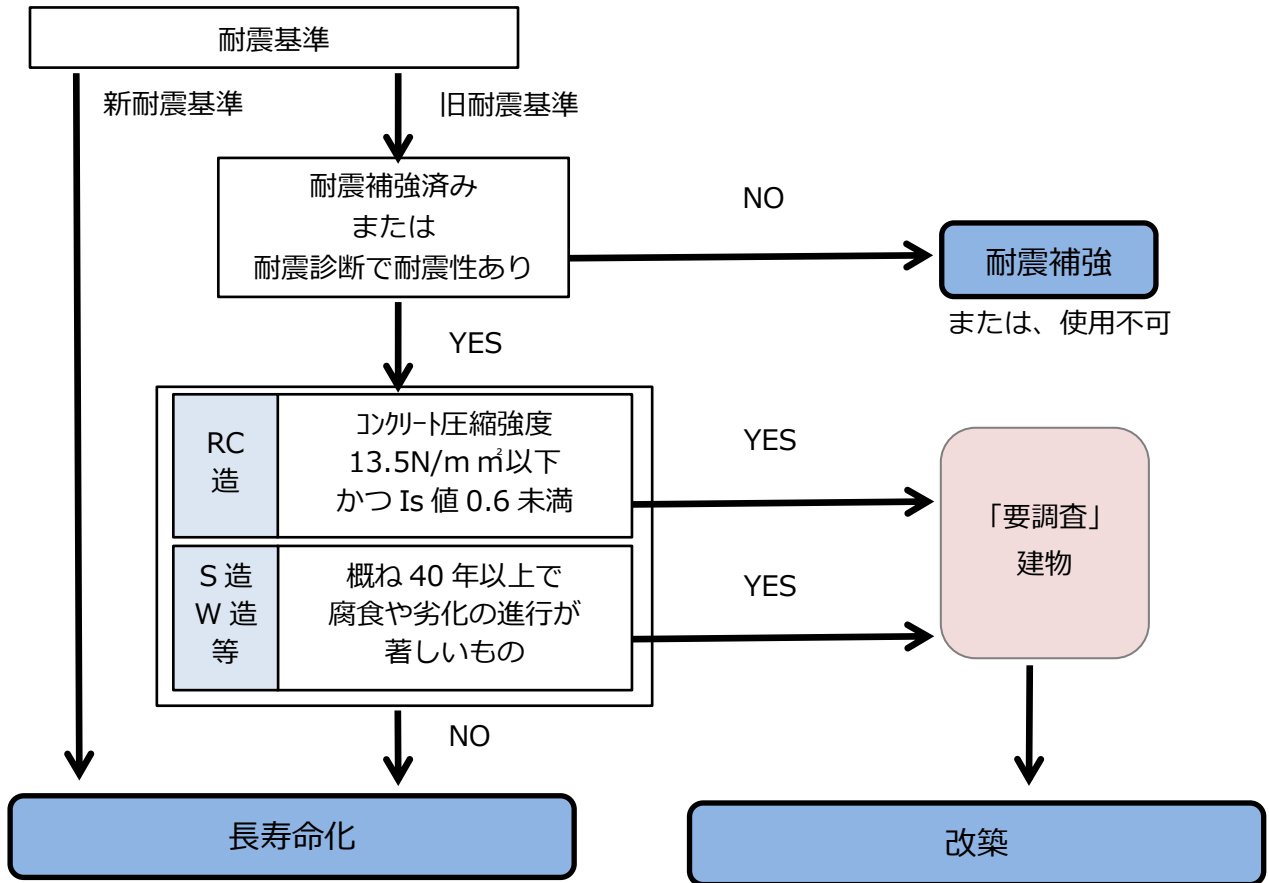 耐震基準
新耐震基準
旧耐震基準
耐震補強済み
または
耐震診断で耐震性あり
NO
耐震補強
または、使用不可
YES
RC
造
コンクリート圧縮強度
13.5N/m㎡以下
かつ Is 値 0.6 未満
YES
「要調査」
建物
S 造
W 造
等
概ね 40 年以上で
腐食や劣化の進行が
著しいもの
YES
NO
長寿命化
改築